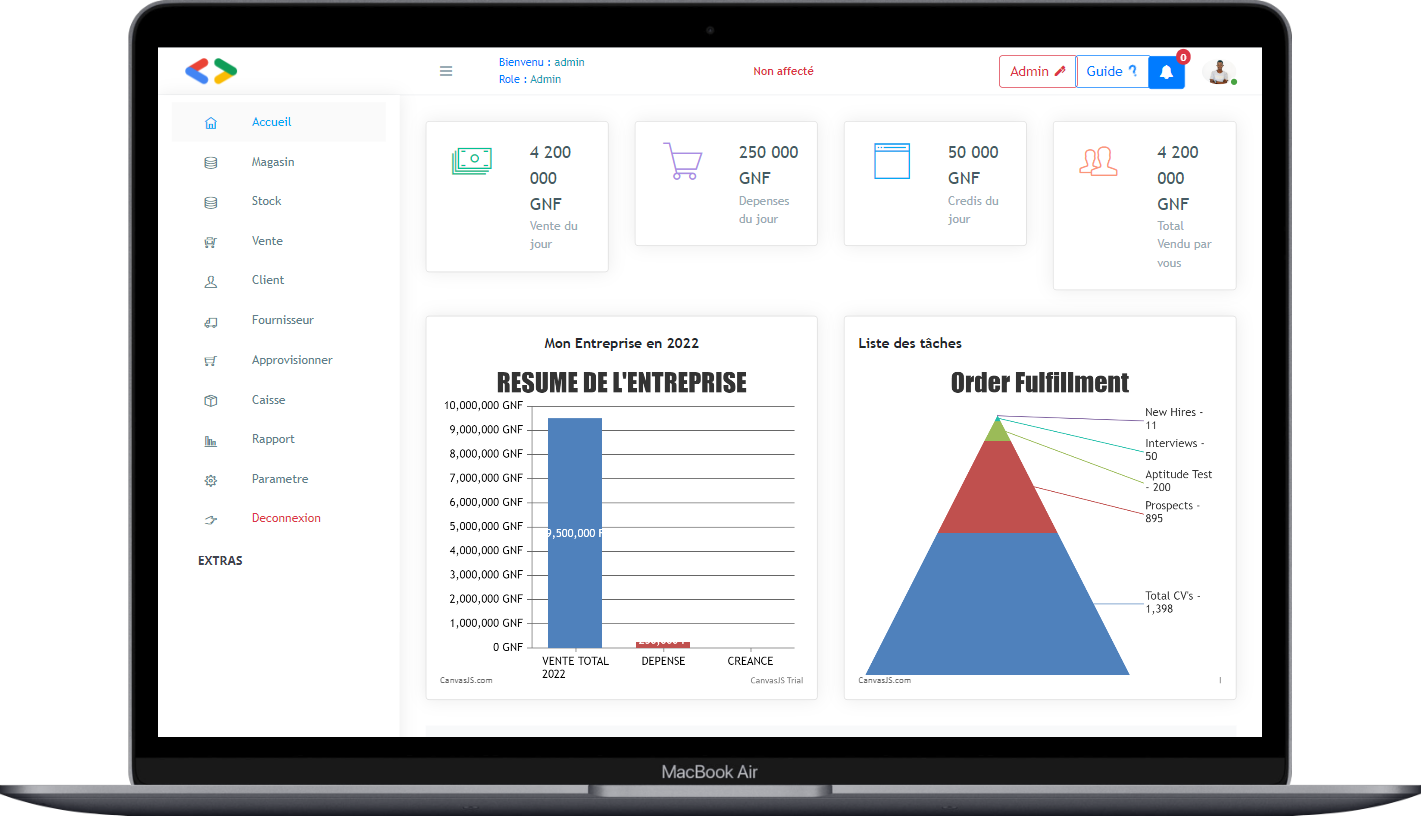 Bienvenu : admin
Role : Admin
Non affecté
Admin
Guide ?
0
Accueil
Magasin
Stock
Vente
Client
Fournisseur
Approvisionner
Caisse
Rapport
Parametre
Deconnexion
EXTRAS
4 200
000
GNF
Vente du
jour
250 000
GNF
Depenses
du jour
50 000
GNF
Credis du
jour
4 200
000
GNF
Total
Vendu par
vous
Mon Entreprise en 2022
RESUME DE L'ENTREPRISE
10,000,000 GNF
9,000,000 GNF
8,000,000 GNF
7,000,000 GNF
6,000,000 GNF
5,000,000 GNF
4,000,000 GNF
3,000,000 GNF
2,000,000 GNF
1,000,000 GNF
0 GNF
9,500,000 F
VENTE TOTAL
2022
DEPENSE
CREANCE
CanvasJS.com
CanvasJS Trial
Liste des tâches
Order Fulfillment
New Hires -
11
Interviews -
50
Aptitude Test
- 200
Prospects -
895
Total CV's -
1,398
CanvasJS.com
MacBook Air